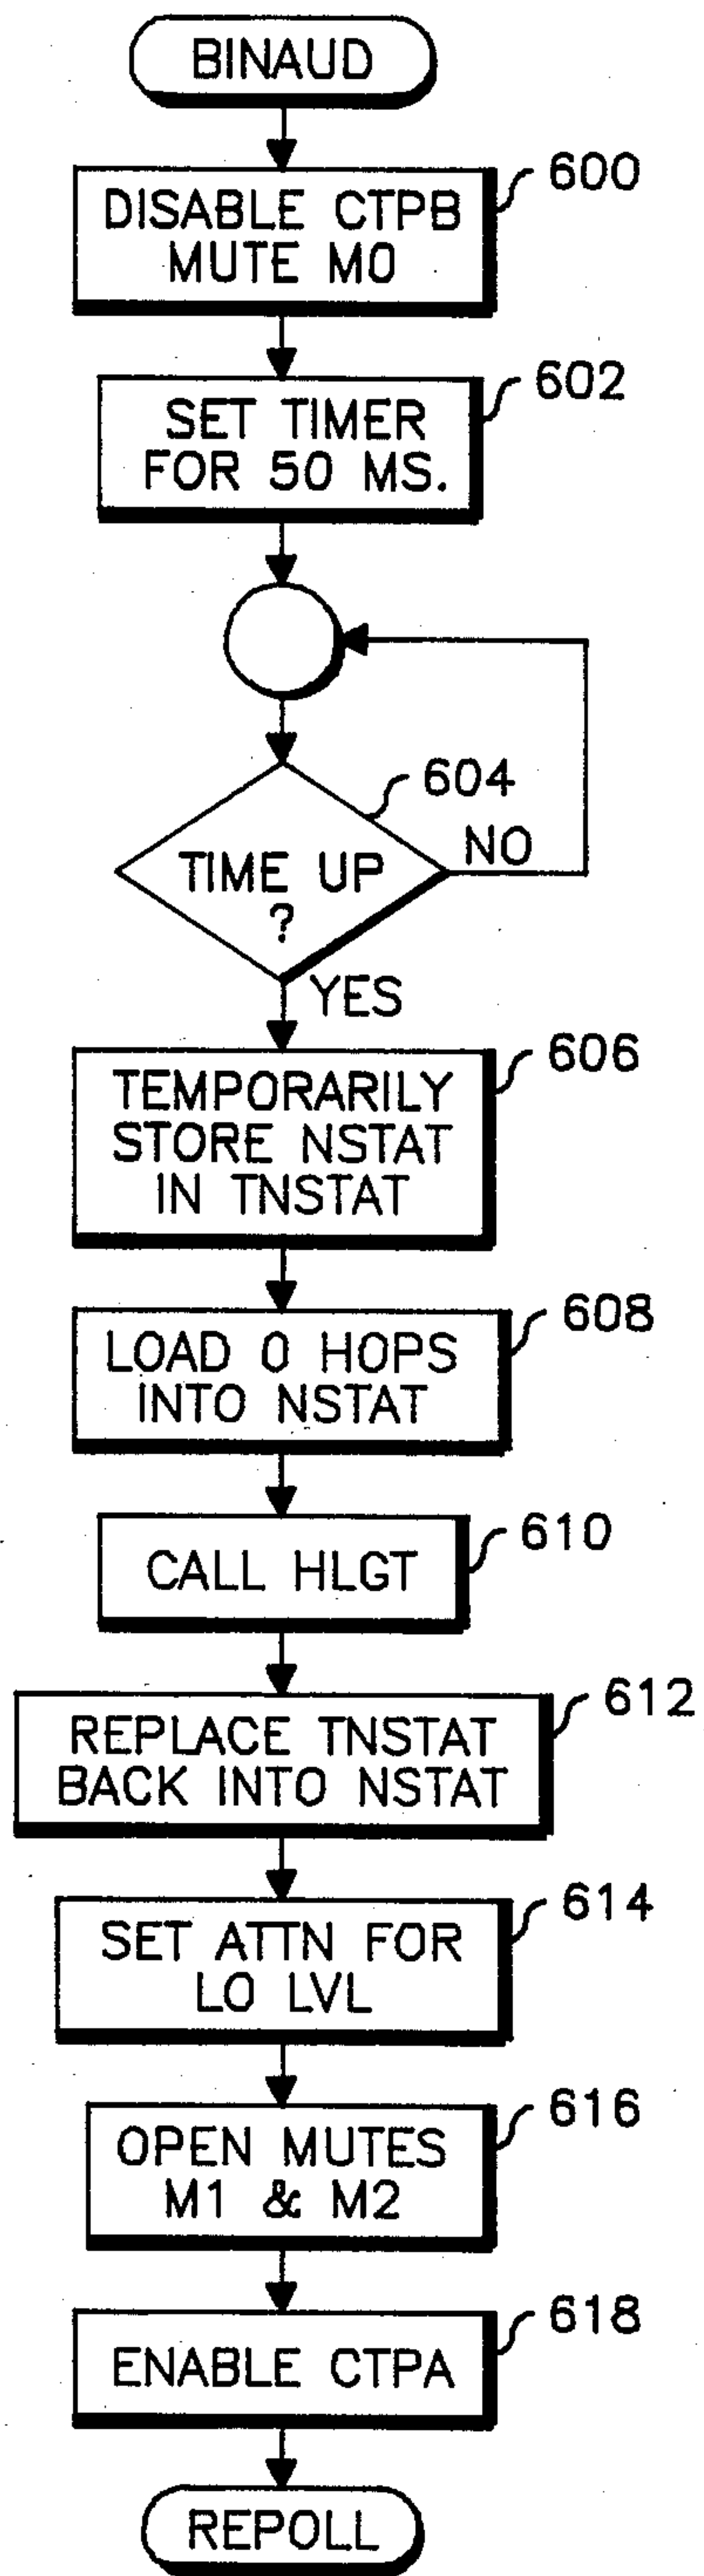 BINAUD
600
DISABLE CTPB
MUTE M0
602
SET TIMER
FOR 50 MS.
604
TIME UP
?
NO
YES
606
TEMPORARILY
STORE NSTAT
IN TNSTAT
608
LOAD 0 HOPS
INTO NSTAT
610
CALL HLGT
612
REPLACE TNSTAT
BACK INTO NSTAT
614
SET ATTN FOR
LO LVL
616
OPEN MUTES
M1 & M2
618
ENABLE CTPA
REPOLL